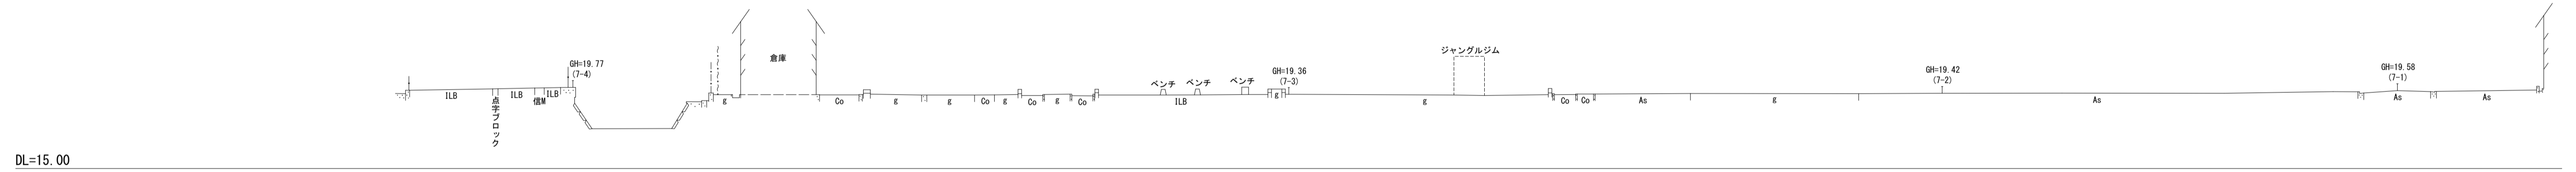 倉庫
ジャングルジム
GH=19.77
(7-4)
GH=19.36
(7-3)
GH=19.42
(7-2)
GH=19.58
(7-1)
ベンチ
ベンチ
ベンチ
ILB
点字ブロック
ILB
信M
ILB
g
Co
g
g
Co
g
Co
g
Co
ILB
g
g
Co
Co
As
g
As
As
As
DL=15.00